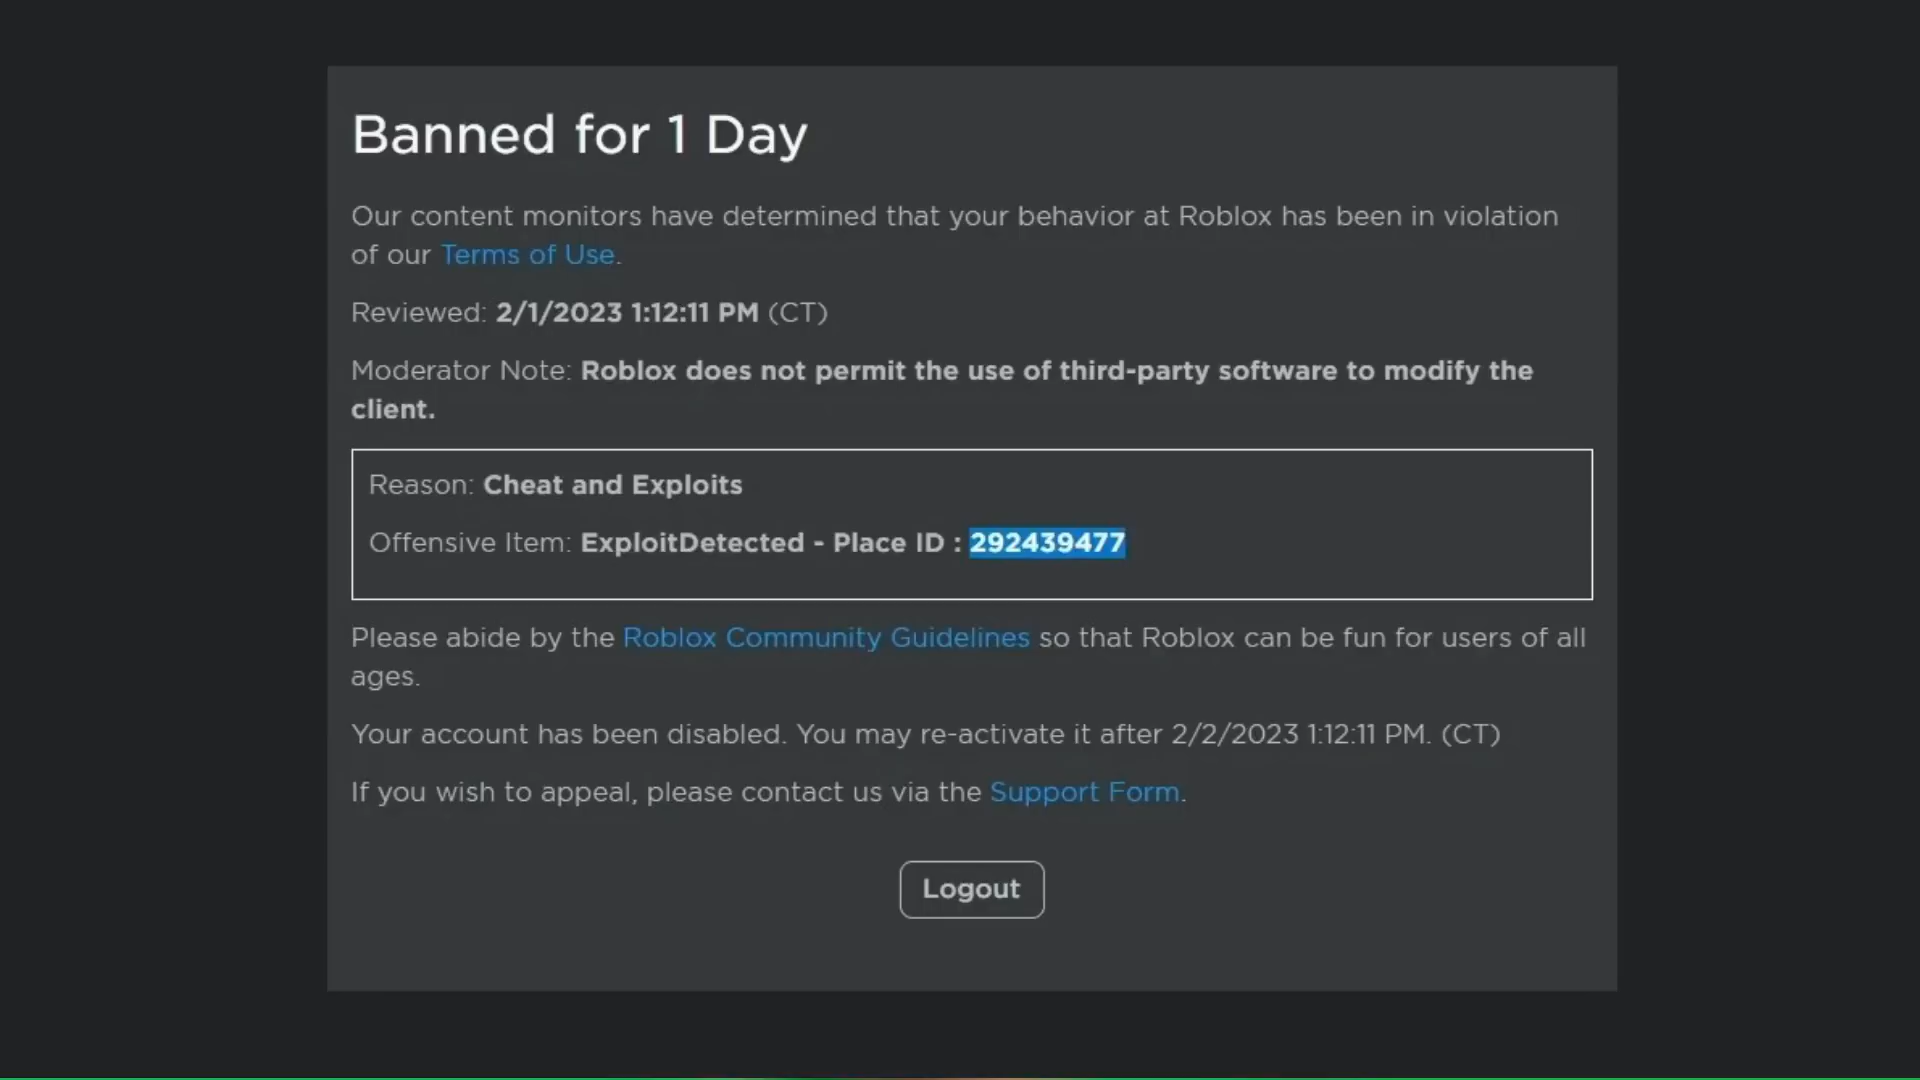 Banned for 1 Day
Our content monitors have determined that your behavior at Roblox has been in violation
of our Terms of Use.
Reviewed: 2/1/2023 1:12:11 PM (CT)
Moderator Note: Roblox does not permit the use of third-party software to modify the
client.
Reason: Cheat and Exploits
Offensive Item: ExploitDetected - Place ID : 292439477
Please abide by the Roblox Community Guidelines so that Roblox can be fun for users of all
ages.
Your account has been disabled. You may re-activate it after 2/2/2023 1:12:11 PM. (CT)
If you wish to appeal, please contact us via the Support Form.
Logout